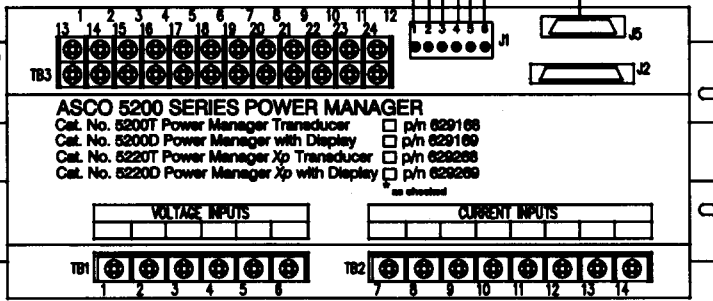 1 2 3 4 5 6 7 8 9 10 11 12
13 14 15 16 17 18 19 20 21 22 23 24
TB3
1 2 3 4 5 6
J1
J5
J2
ASCO 5200 SERIES POWER MANAGER
Cat. No. 5200T Power Manager Transducer p/n 629168
Cat. No. 5200D Power Manager with Display p/n 629169
Cat. No. 5220T Power Manager Xp Transducer p/n 629268
Cat. No. 5220D Power Manager Xp with Display p/n 629269
* as checked
VOLTAGE INPUTS
CURRENT INPUTS
TB1
1 2 3 4 5 6
TB2
7 8 9 10 11 12 13 14